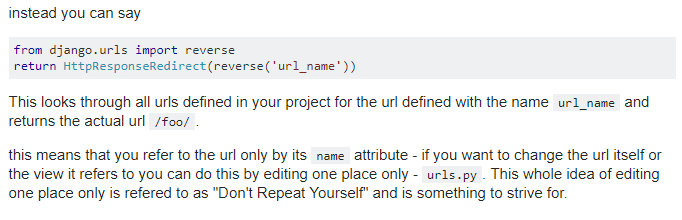 instead you can say
from django.urls import reverse
return HttpResponseRedirect(reverse('url_name'))
This looks through all urls defined in your project for the url defined with the name url_name and
returns the actual url /foo/ .
this means that you refer to the url only by its name attribute - if you want to change the url itself or
the view it refers to you can do this by editing one place only - urls.py . This whole idea of editing
one place only is refered to as "Don't Repeat Yourself" and is something to strive for.